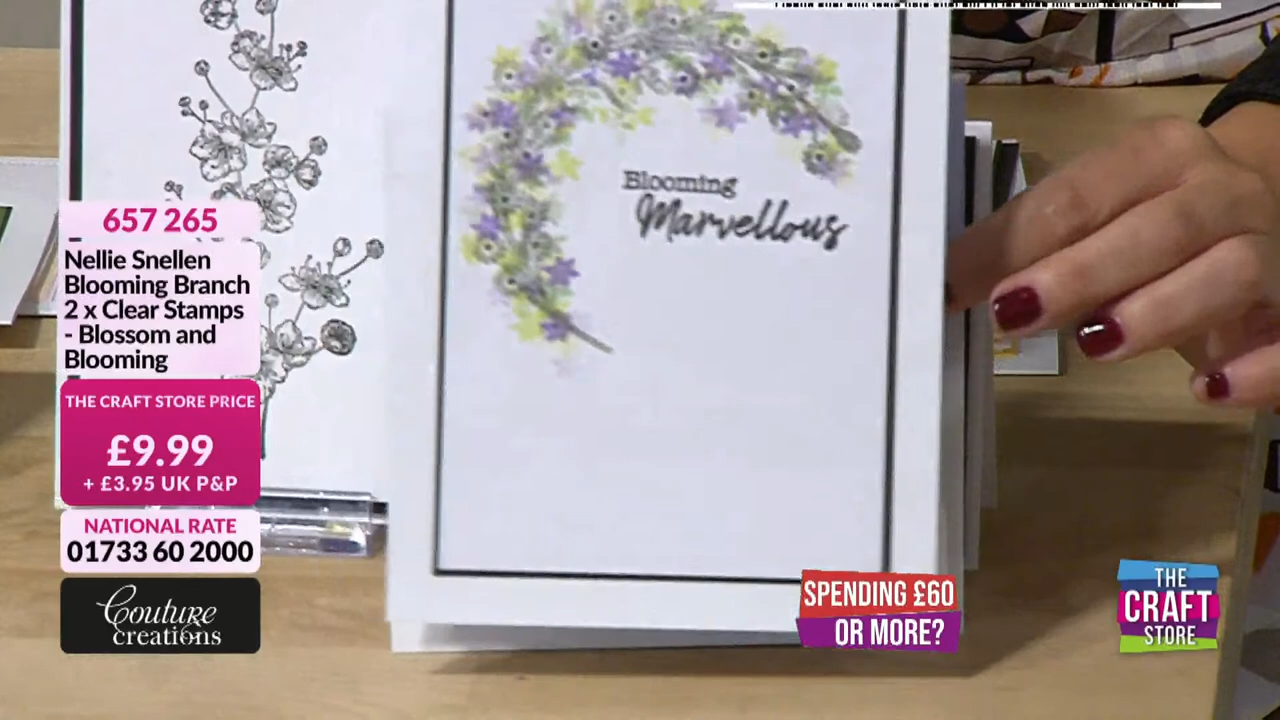 Blooming
Marvellous
657 265
Nellie Snellen
Blooming Branch
2 x Clear Stamps
- Blossom and
Blooming
THE CRAFT STORE PRICE
£9.99
+ £3.95 UK P&P
NATIONAL RATE
01733 60 2000
Couture
creations
SPENDING £60
OR MORE?
THE
CRAFT
STORE